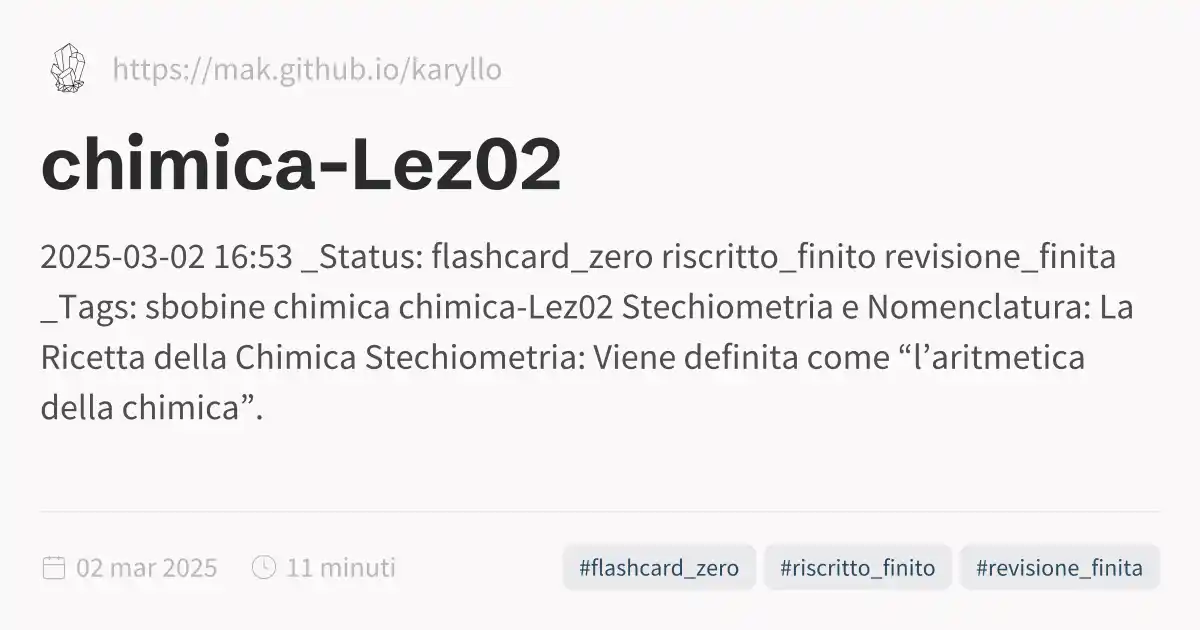 https://mak.github.io/karyllo
chimica-Lez02
2025-03-02 16:53 _Status: flashcard_zero riscritto_finito revisione_finita
_Tags: sbobine chimica chimica-Lez02 Stechiometria e Nomenclatura: La
Ricetta della Chimica Stechiometria: Viene definita come “l’aritmetica
della chimica”.
02 mar 2025 11 minuti #flashcard_zero #riscritto_finito #revisione_finita